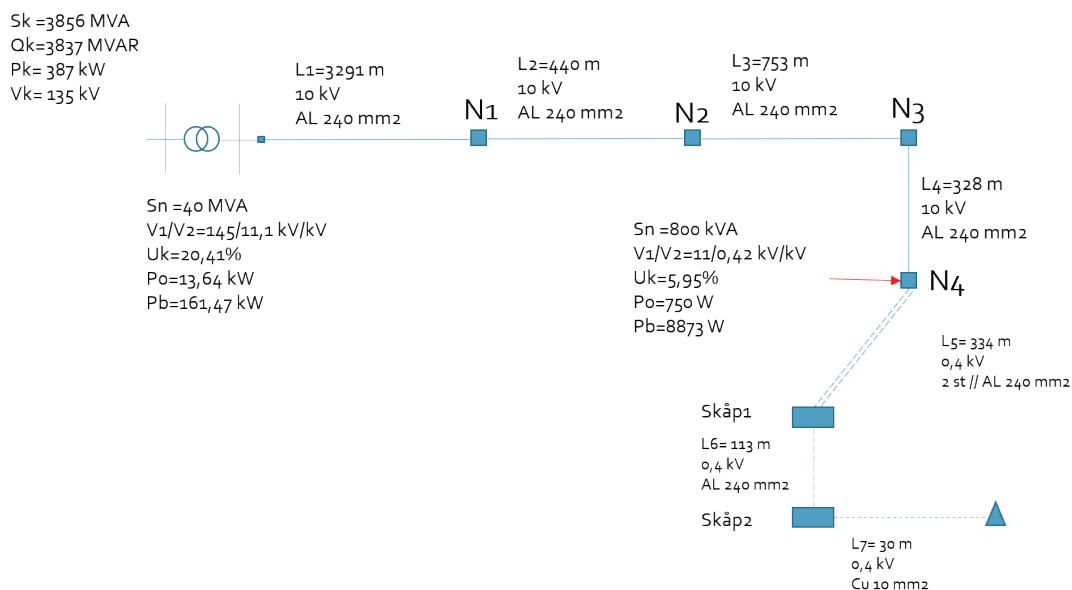 Sk =3856 MVA
Qk=3837 MVAR
Pk= 387 kW
Vk= 135 kV
L1=3291 m
10 kV
AL 240 mm2
N1
L2=440 m
10 kV
AL 240 mm2
N2
L3=753 m
10 kV
AL 240 mm2
N3
L4=328 m
10 kV
AL 240 mm2
Sn =40 MVA
V1/V2=145/11,1 kV/kV
Uk=20,41%
Po=13,64 kW
Pb=161,47 kW
Sn =800 kVA
V1/V2=11/0,42 kV/kV
Uk=5,95%
Po=750 W
Pb=8873 W
N4
L5= 334 m
0,4 kV
2 st // AL 240 mm2
Skåp1
L6= 113 m
0,4 kV
AL 240 mm2
Skåp2
L7= 30 m
0,4 kV
Cu 10 mm2